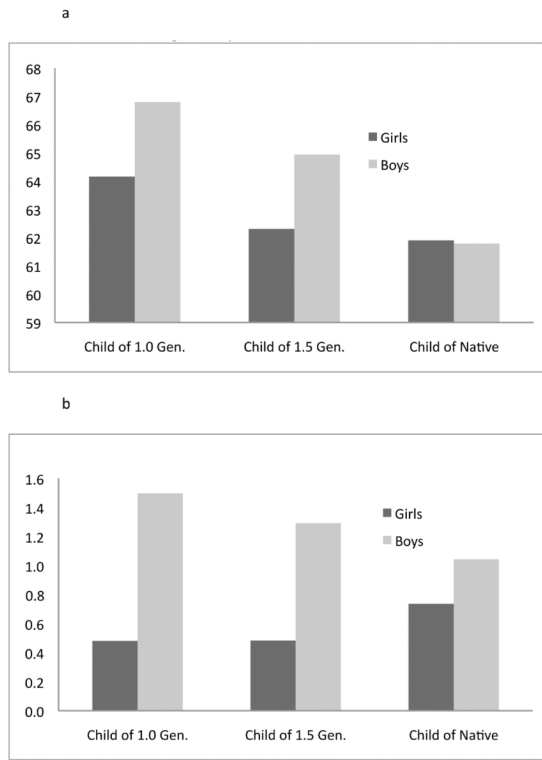 a
68
67
66
65
64
63
62
61
60
59
Girls
Boys
Child of 1.0 Gen.
Child of 1.5 Gen.
Child of Native
b
1.6
1.4
1.2
1.0
0.8
0.6
0.4
0.2
0.0
Girls
Boys
Child of 1.0 Gen.
Child of 1.5 Gen.
Child of Native